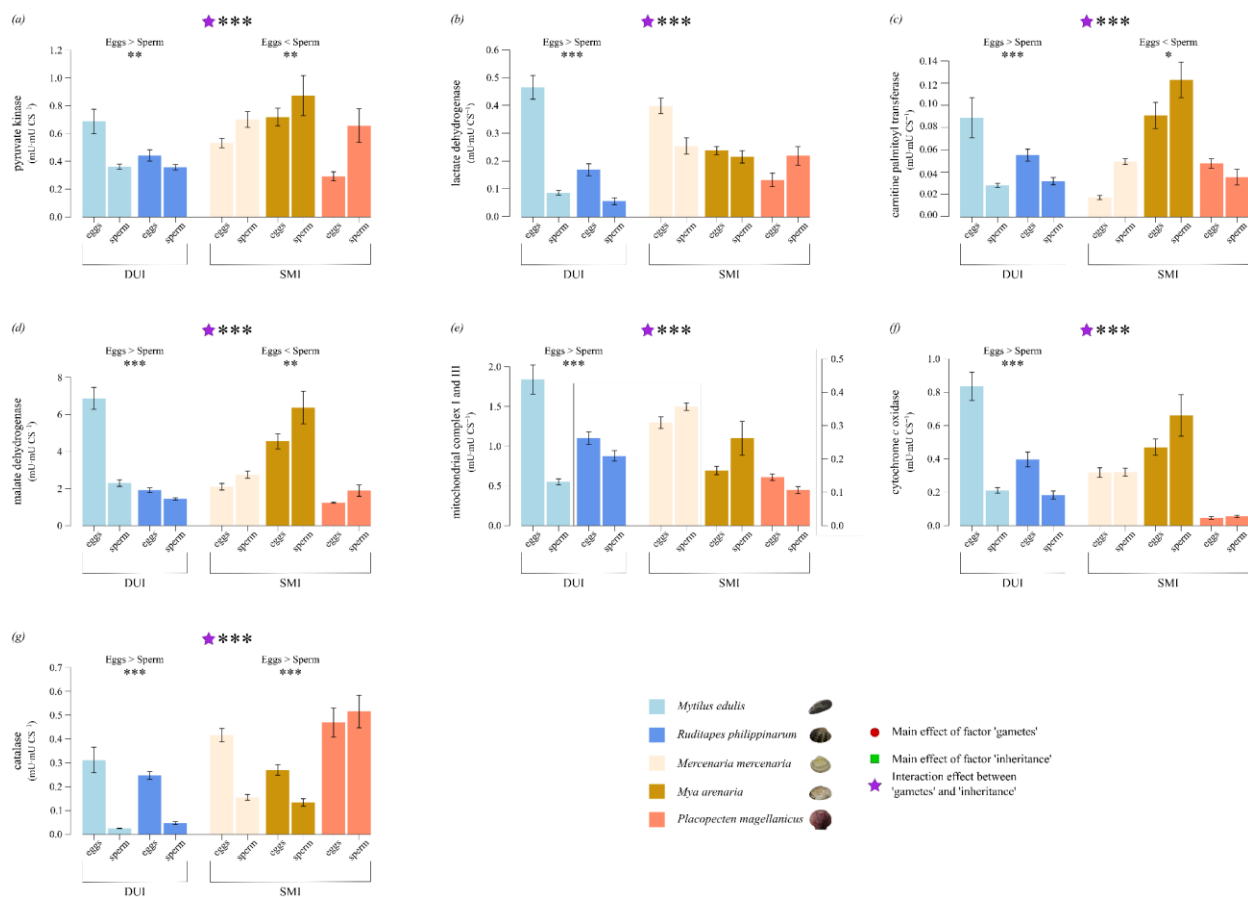 (a)
★***
Eggs > Sperm
**
Eggs < Sperm
**
pyruvate kinase
(mU·mU CS⁻¹)
1.2
1.0
0.8
0.6
0.4
0.2
0.0
eggs sperm eggs sperm eggs sperm eggs sperm eggs sperm
DUI SMI
(b)
★***
Eggs > Sperm
***
lactate dehydrogenase
(mU·mU CS⁻¹)
0.6
0.5
0.4
0.3
0.2
0.1
0.0
eggs sperm eggs sperm eggs sperm eggs sperm eggs sperm
DUI SMI
(c)
★***
Eggs > Sperm
***
Eggs < Sperm
*
carnitine palmitoyl transferase
(mU·mU CS⁻¹)
0.14
0.12
0.10
0.08
0.06
0.04
0.02
0.00
eggs sperm eggs sperm eggs sperm eggs sperm eggs sperm
DUI SMI
(d)
★***
Eggs > Sperm
***
Eggs < Sperm
**
malate dehydrogenase
(mU·mU CS⁻¹)
8
6
4
2
0
eggs sperm eggs sperm eggs sperm eggs sperm eggs sperm
DUI SMI
(e)
★***
Eggs > Sperm
***
mitochondrial complex I and III
(mU·mU CS⁻¹)
2.0
1.5
1.0
0.5
0.0
0.5
0.4
0.3
0.2
0.1
0.0
eggs sperm eggs sperm eggs sperm eggs sperm eggs sperm
DUI SMI
(f)
★***
Eggs > Sperm
***
cytochrome c oxidase
(mU·mU CS⁻¹)
1.0
0.8
0.6
0.4
0.2
0.0
eggs sperm eggs sperm eggs sperm eggs sperm eggs sperm
DUI SMI
(g)
★***
Eggs > Sperm
***
Eggs > Sperm
***
catalase
(mU·mU CS⁻¹)
0.7
0.6
0.5
0.4
0.3
0.2
0.1
0.0
eggs sperm eggs sperm eggs sperm eggs sperm eggs sperm
DUI SMI
Mytilus edulis
Ruditapes philippinarum
Mercenaria mercenaria
Mya arenaria
Placopecten magellanicus
Main effect of factor 'gametes'
Main effect of factor 'inheritance'
Interaction effect between
'gametes' and 'inheritance'